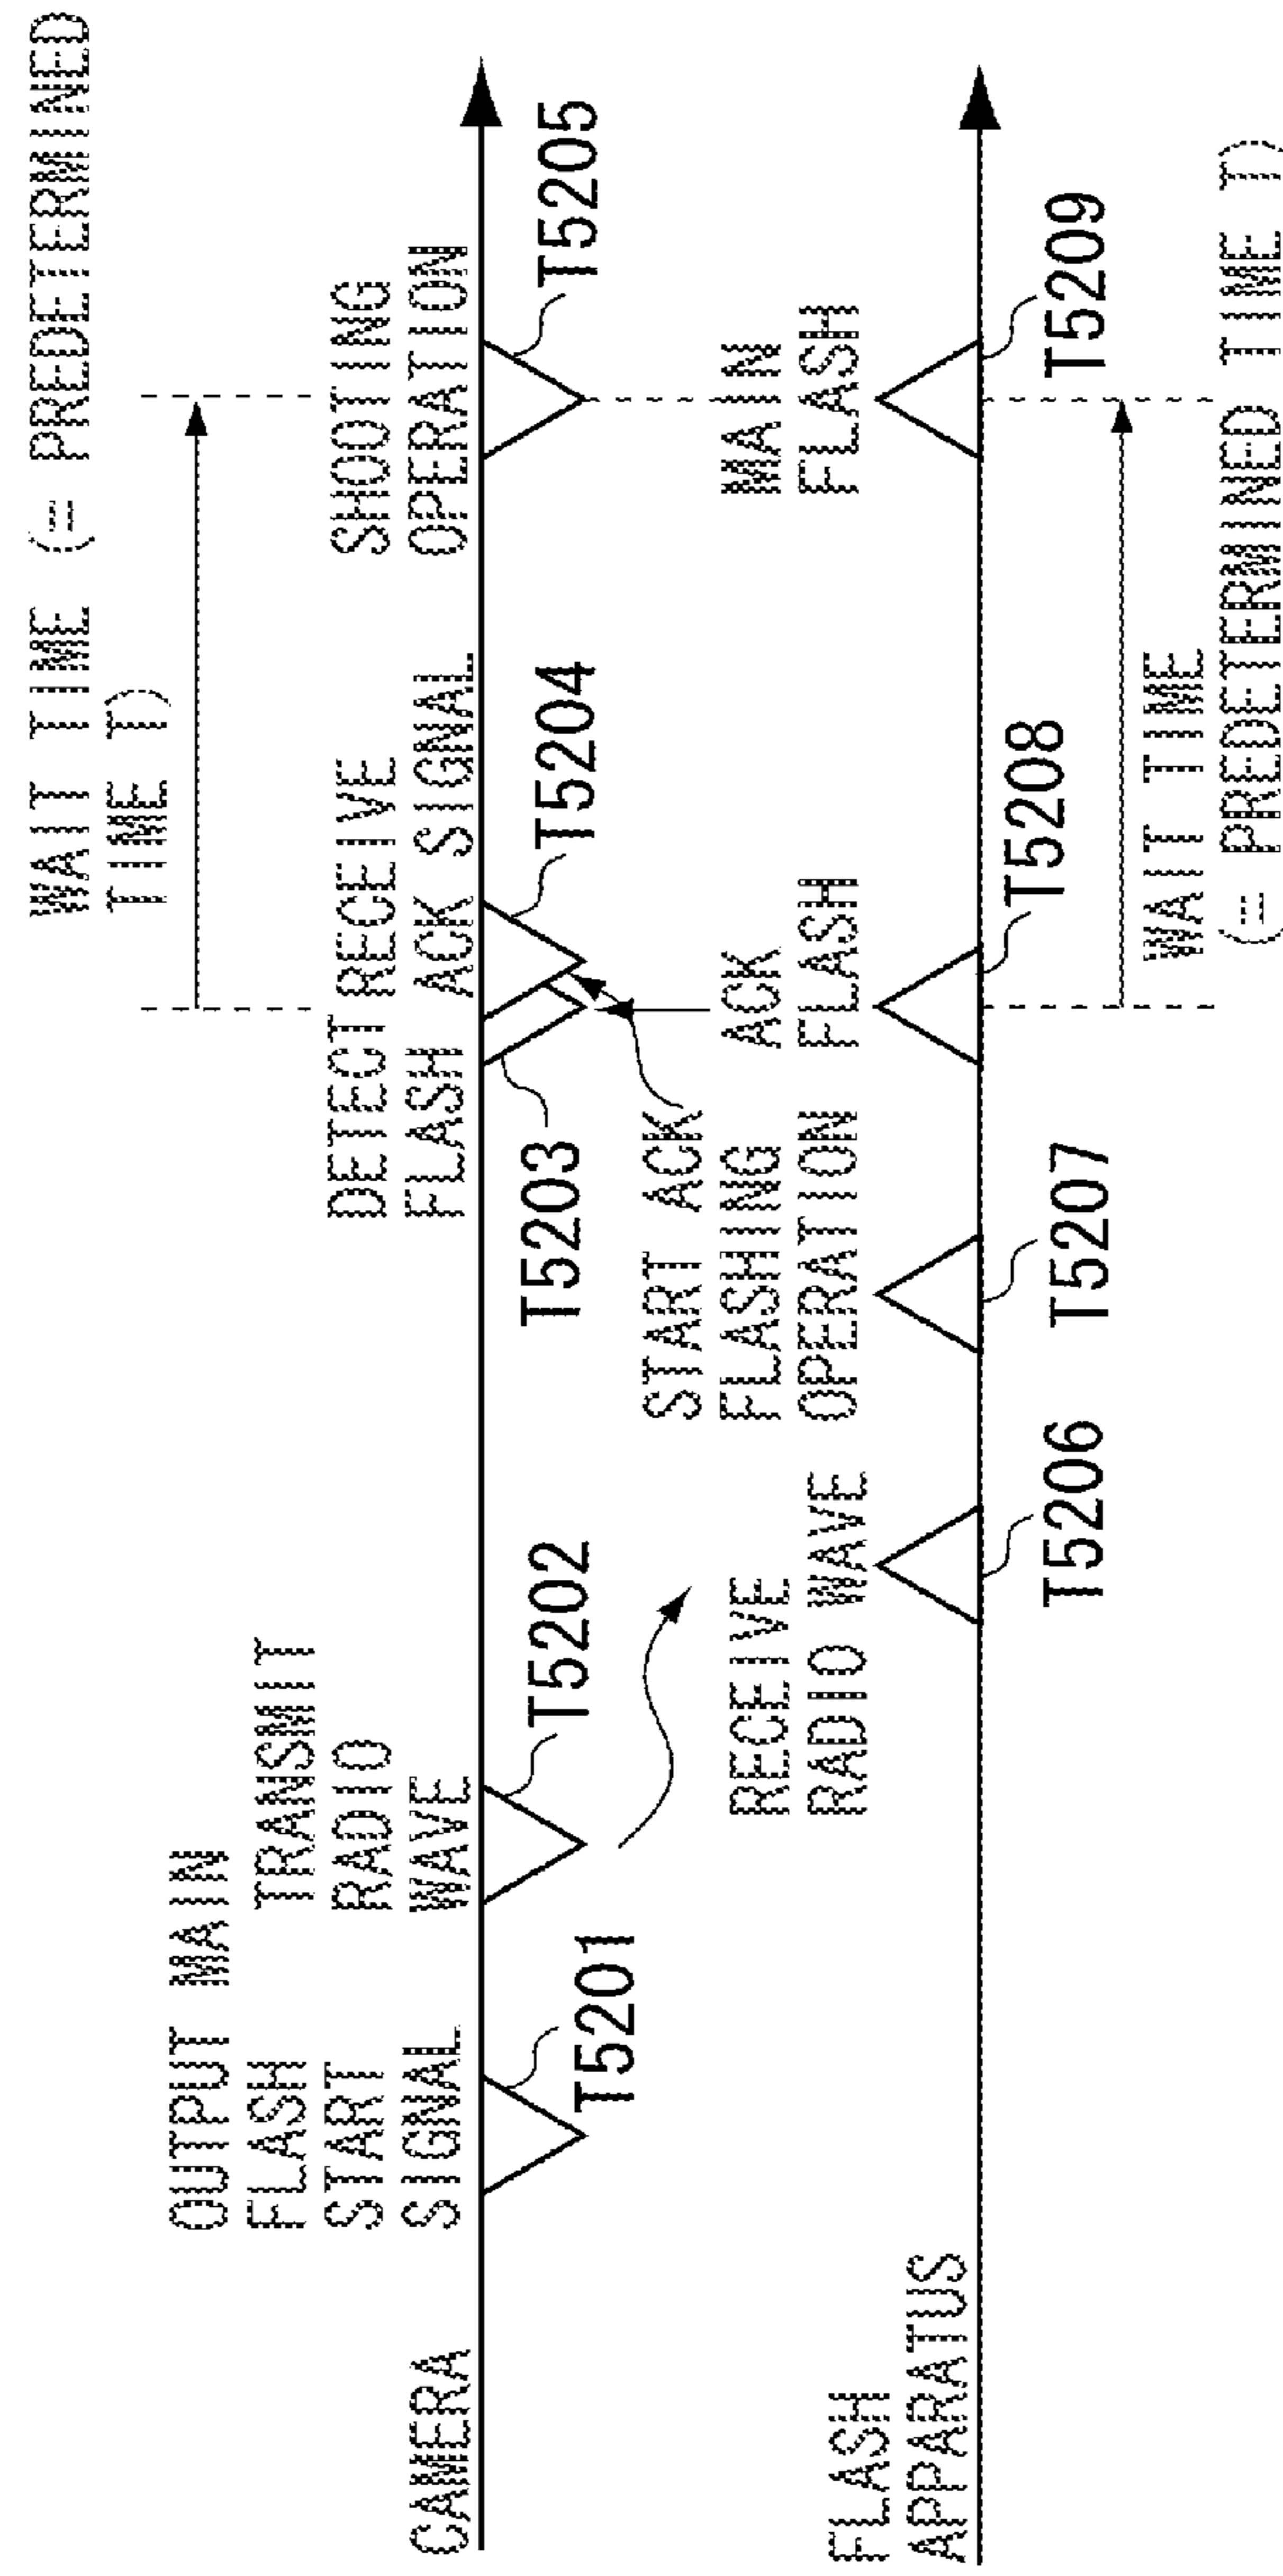 WAIT TIME (= PREDETERMINED
TIME T)
OUTPUT MAIN
FLASH
START
SIGNAL
TRANSMIT
RADIO
WAVE
DETECT
FLASH
RECEIVE
ACK SIGNAL
SHOOTING
OPERATION
CAMERA
T5201
T5202
T5203
T5204
T5205
FLASH
APPARATUS
RECEIVE
RADIO WAVE
START ACK
FLASHING
OPERATION
ACK
FLASH
MAIN
FLASH
T5206
T5207
T5208
T5209
WAIT TIME
(= PREDETERMINED TIME T)